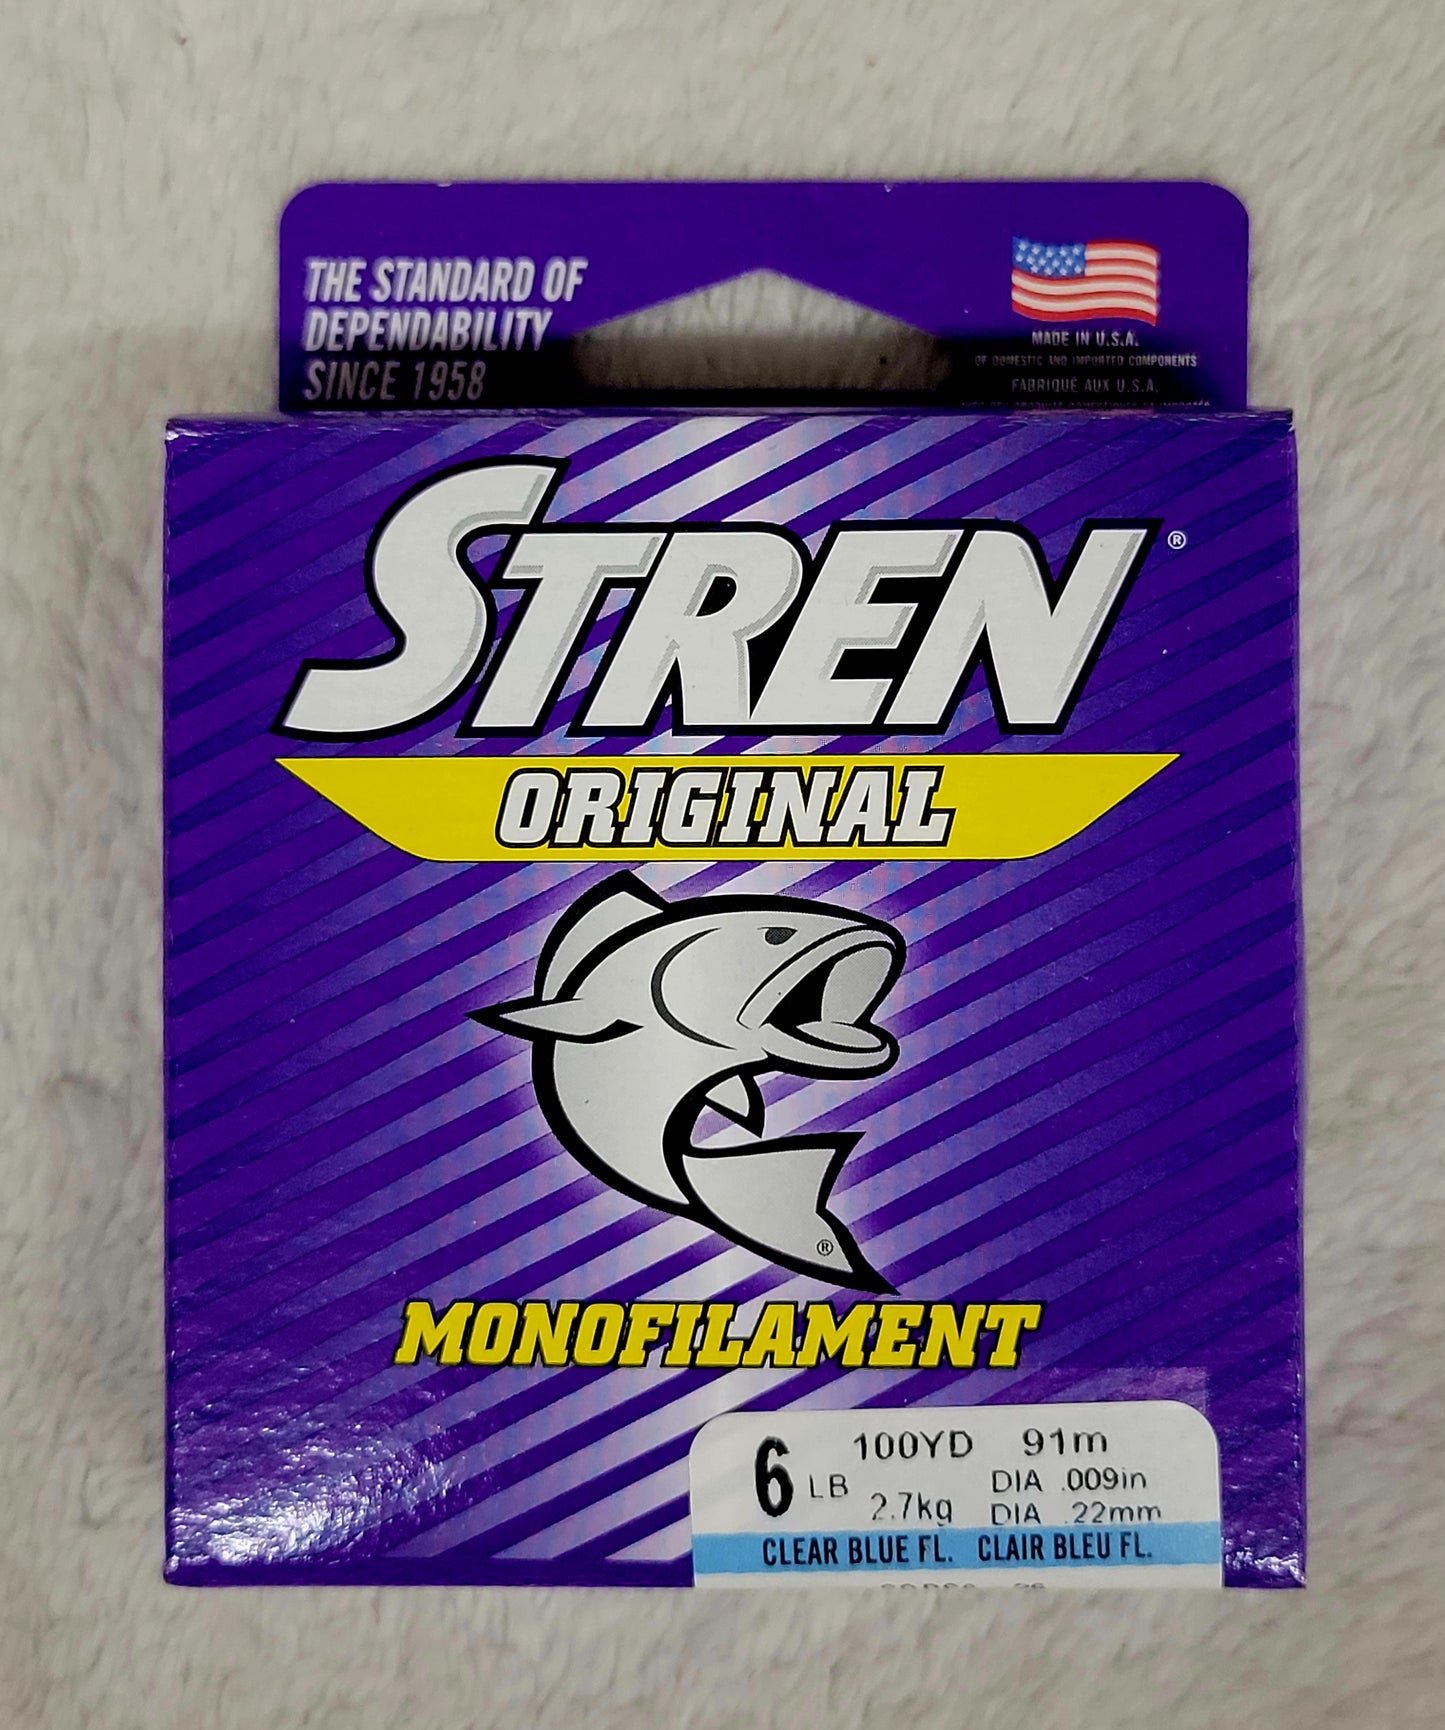 THE STANDARD OF
DEPENDABILITY
SINCE 1958
MADE IN U.S.A.
OF DOMESTIC AND IMPORTED COMPONENTS
FABRIQUÉ AUX U.S.A.
STREN®
ORIGINAL
®
MONOFILAMENT
6 LB 100YD 91m
2.7kg DIA .009in
DIA .22mm
CLEAR BLUE FL. CLAIR BLEU FL.